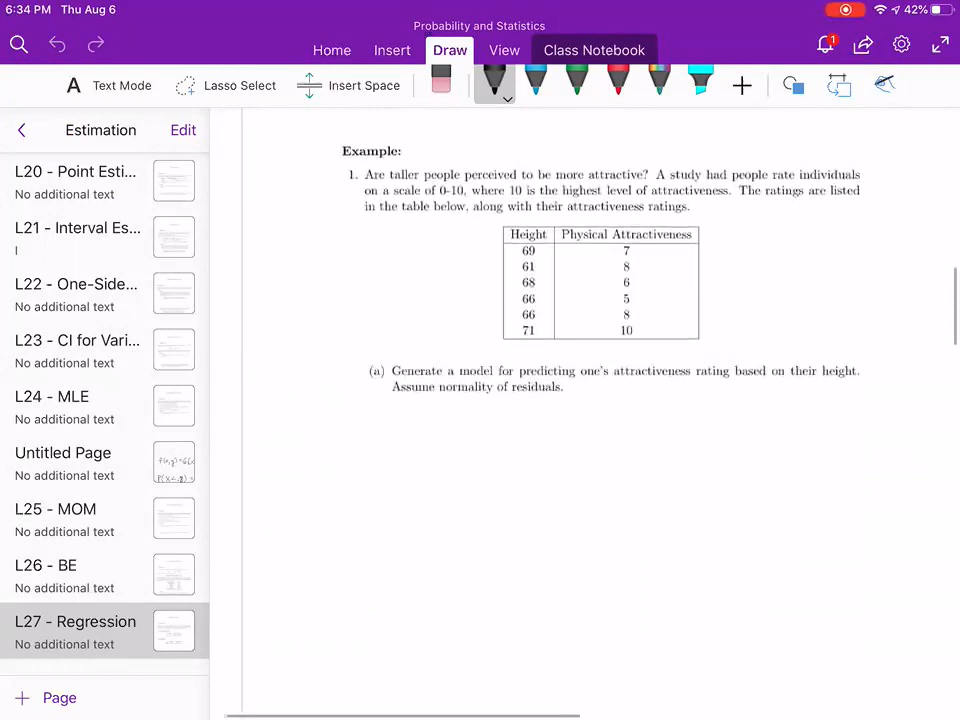 6:34 PM Thu Aug 6
42%
Probability and Statistics
Home Insert Draw View Class Notebook
1
A Text Mode Lasso Select Insert Space
Estimation Edit
L20 - Point Esti...
No additional text
L21 - Interval Es...
l
L22 - One-Side...
No additional text
L23 - CI for Vari...
No additional text
L24 - MLE
No additional text
Untitled Page
No additional text
L25 - MOM
No additional text
L26 - BE
No additional text
L27 - Regression
No additional text
+ Page
Example:
1. Are taller people perceived to be more attractive? A study had people rate individuals
on a scale of 0-10, where 10 is the highest level of attractiveness. The ratings are listed
in the table below, along with their attractiveness ratings.
Height Physical Attractiveness
69 7
61 8
68 6
66 5
66 8
71 10
(a) Generate a model for predicting one's attractiveness rating based on their height.
Assume normality of residuals.